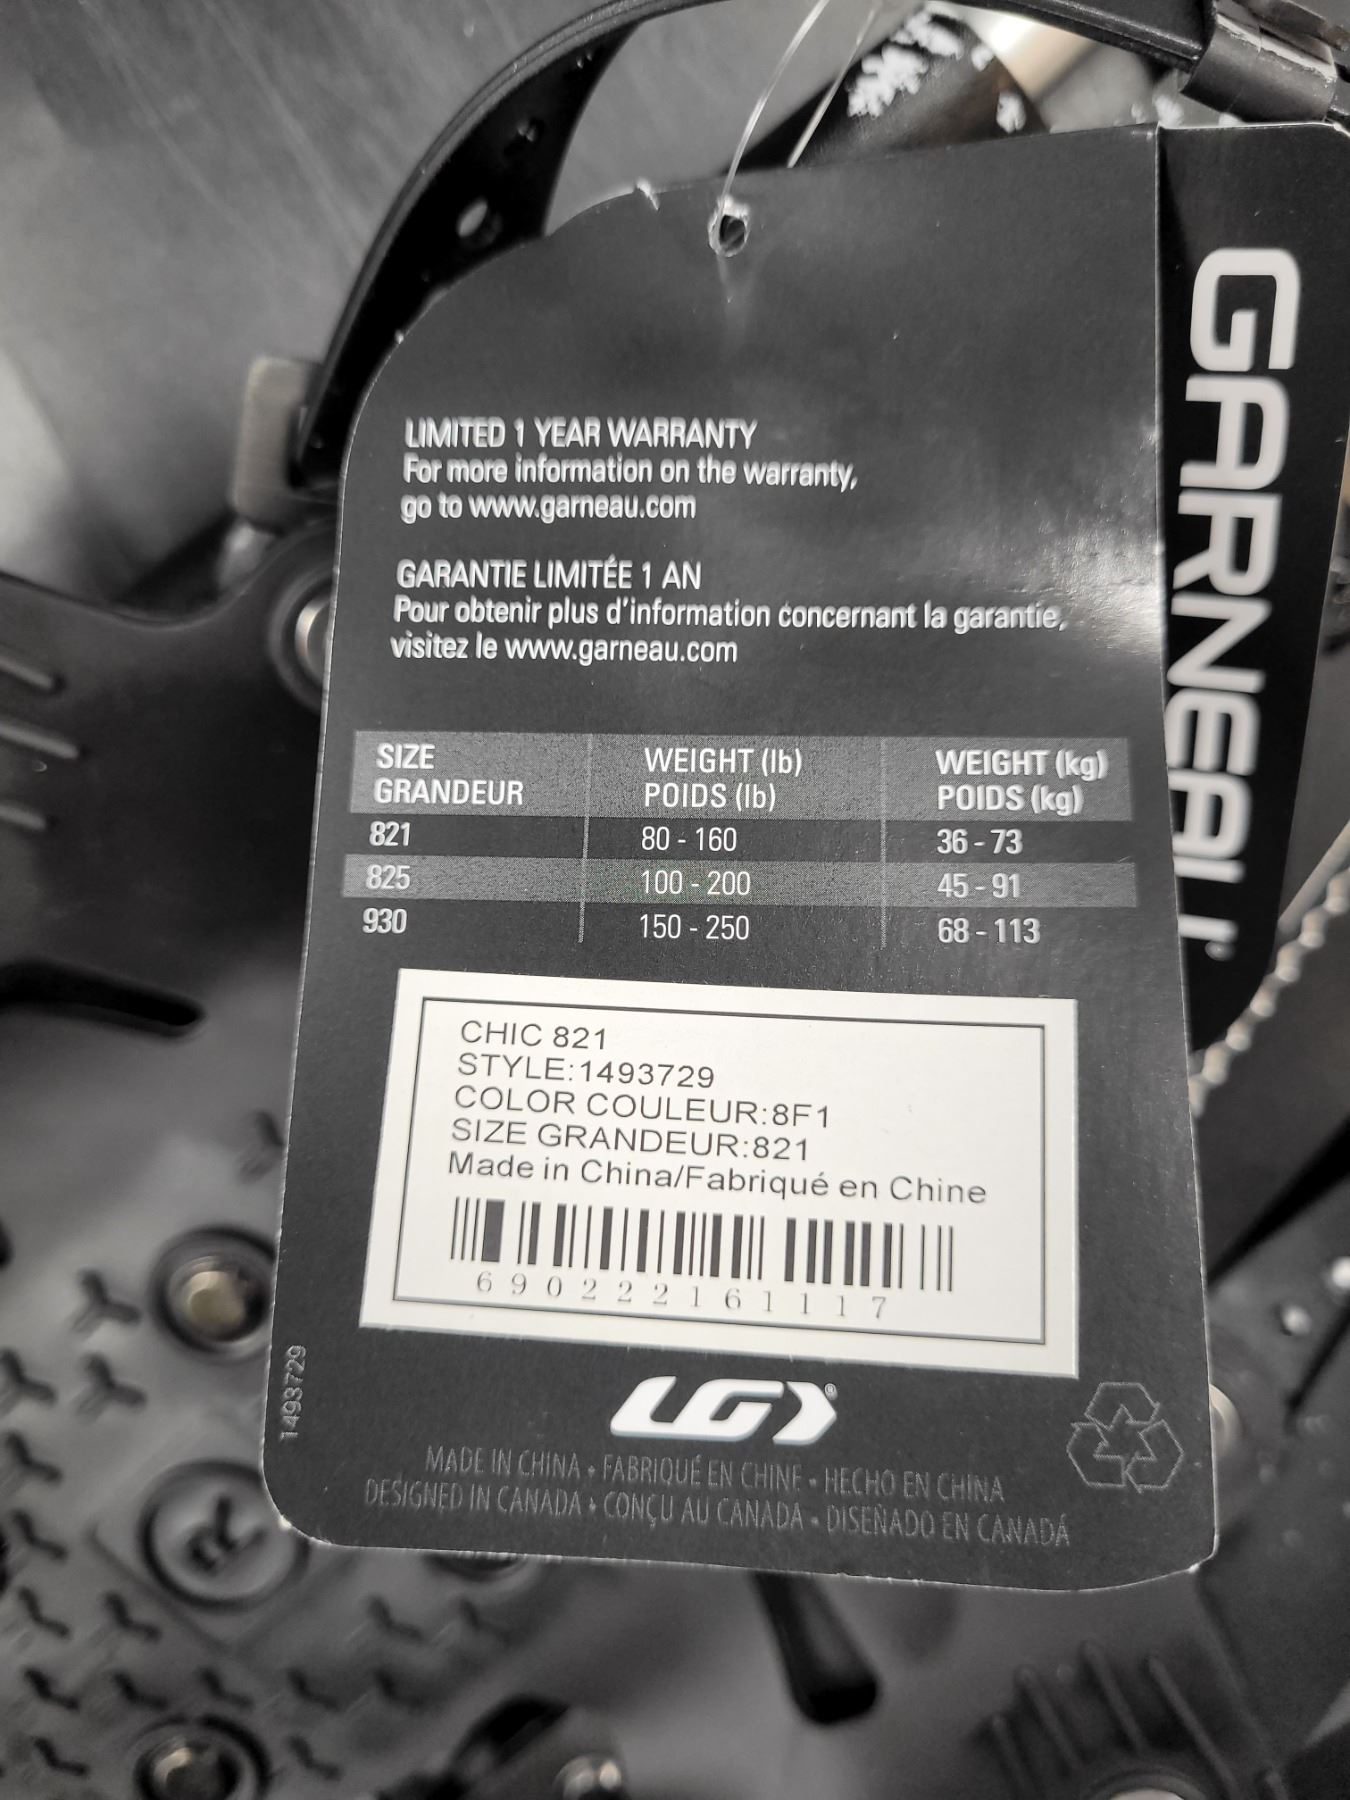 LIMITED 1 YEAR WARRANTY
For more information on the warranty,
go to www.garneau.com
GARANTIE LIMITÉE 1 AN
Pour obtenir plus d'information concernant la garantie,
visitez le www.garneau.com
SIZE WEIGHT (lb) WEIGHT (kg)
GRANDEUR POIDS (lb) POIDS (kg)
821 80 - 160 36 - 73
825 100 - 200 45 - 91
930 150 - 250 68 - 113
CHIC 821
STYLE:1493729
COLOR COULEUR:8F1
SIZE GRANDEUR:821
Made in China/Fabriqué en Chine
690222161117
1493729
LG®
MADE IN CHINA • FABRIQUÉ EN CHINE • HECHO EN CHINA
DESIGNED IN CANADA • CONÇU AU CANADA • DISEÑADO EN CANADÁ
GARNEAU®
R